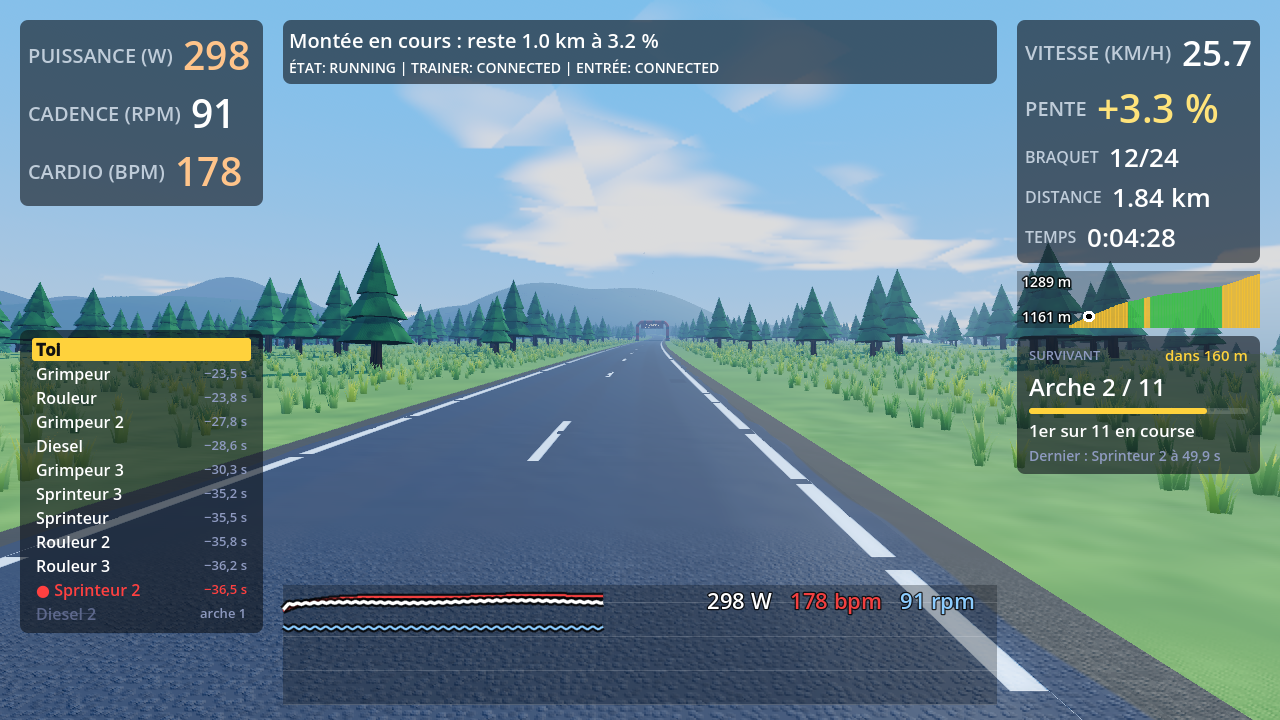 PUISSANCE (W) 298
CADENCE (RPM) 91
CARDIO (BPM) 178
Montée en cours : reste 1.0 km à 3.2 %
ÉTAT: RUNNING | TRAINER: CONNECTED | ENTRÉE: CONNECTED
VITESSE (KM/H) 25.7
PENTE +3.3 %
BRAQUET 12/24
DISTANCE 1.84 km
TEMPS 0:04:28
1289 m
1161 m
SURVIVANT dans 160 m
Arche 2 / 11
1er sur 11 en course
Dernier : Sprinteur 2 à 49,9 s
Toi
Grimpeur −23,5 s
Rouleur −23,8 s
Grimpeur 2 −27,8 s
Diesel −28,6 s
Grimpeur 3 −30,3 s
Sprinteur 3 −35,2 s
Sprinteur −35,5 s
Rouleur 2 −35,8 s
Rouleur 3 −36,2 s
Sprinteur 2 −36,5 s
Diesel 2 arche 1
298 W 178 bpm 91 rpm